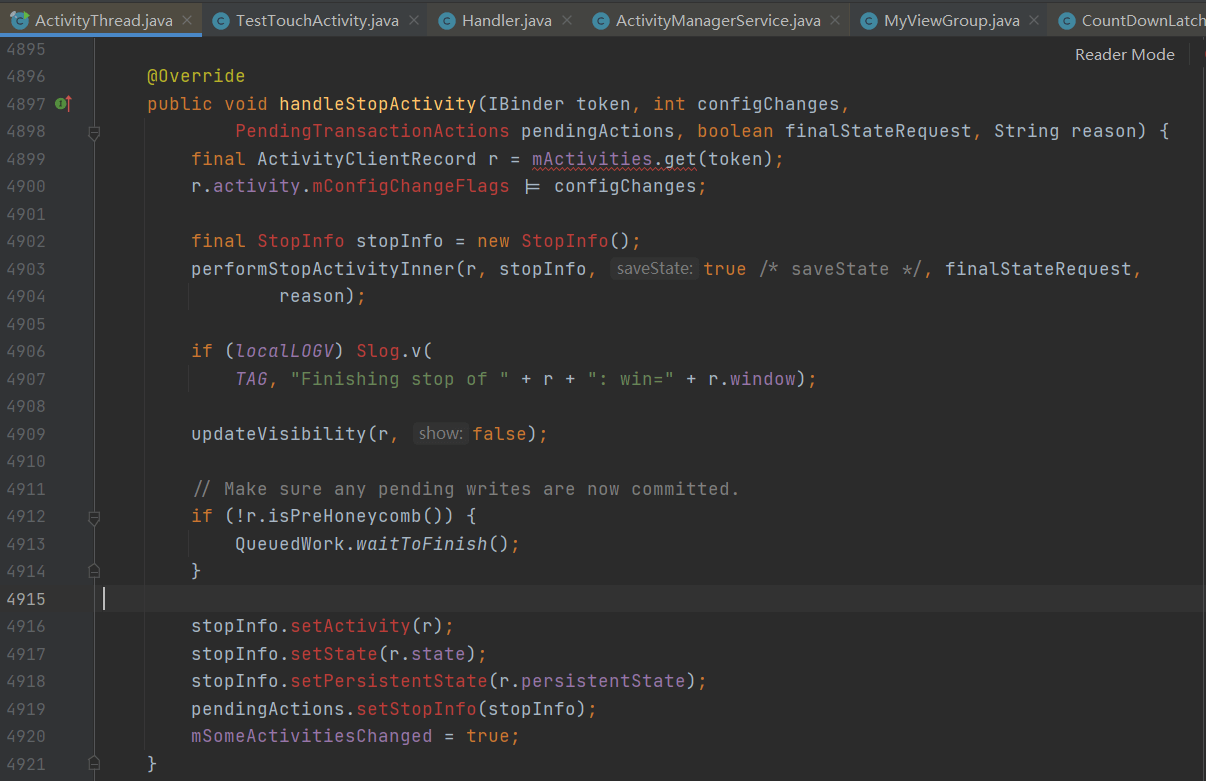 ActivityThread.java TestTouchActivity.java Handler.java ActivityManagerService.java MyViewGroup.java CountDownLatch
Reader Mode
4895
4896 @Override
4897 public void handleStopActivity(IBinder token, int configChanges,
4898 PendingTransactionActions pendingActions, boolean finalStateRequest, String reason) {
4899 final ActivityClientRecord r = mActivities.get(token);
4900 r.activity.mConfigChangeFlags |= configChanges;
4901
4902 final StopInfo stopInfo = new StopInfo();
4903 performStopActivityInner(r, stopInfo, saveState: true /* saveState */, finalStateRequest,
4904 reason);
4905
4906 if (localLOGV) Slog.v(
4907 TAG, "Finishing stop of " + r + ": win=" + r.window);
4908
4909 updateVisibility(r, show: false);
4910
4911 // Make sure any pending writes are now committed.
4912 if (!r.isPreHoneycomb()) {
4913 QueuedWork.waitToFinish();
4914 }
4915
4916 stopInfo.setActivity(r);
4917 stopInfo.setState(r.state);
4918 stopInfo.setPersistentState(r.persistentState);
4919 pendingActions.setStopInfo(stopInfo);
4920 mSomeActivitiesChanged = true;
4921 }